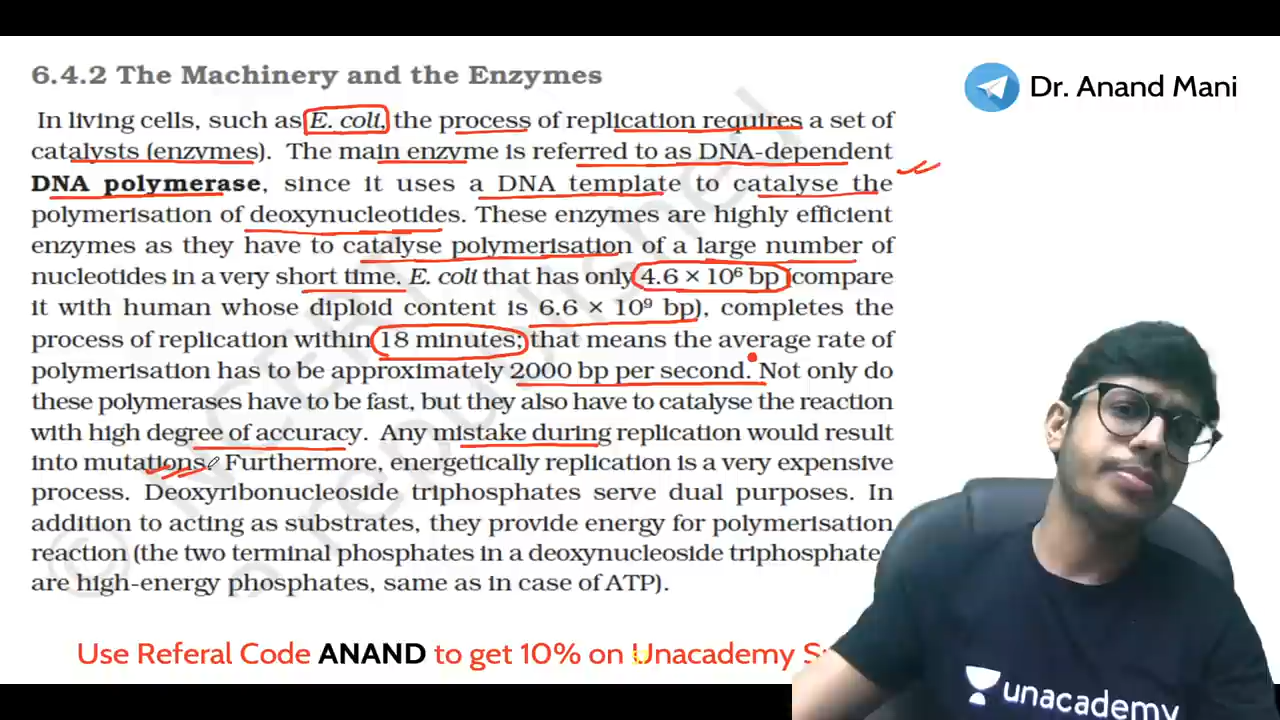 6.4.2 The Machinery and the Enzymes
Dr. Anand Mani
In living cells, such as E. coli, the process of replication requires a set of
catalysts (enzymes). The main enzyme is referred to as DNA-dependent
DNA polymerase, since it uses a DNA template to catalyse the
polymerisation of deoxynucleotides. These enzymes are highly efficient
enzymes as they have to catalyse polymerisation of a large number of
nucleotides in a very short time. E. coli that has only 4.6 × 10⁶ bp (compare
it with human whose diploid content is 6.6 × 10⁹ bp), completes the
process of replication within 18 minutes; that means the average rate of
polymerisation has to be approximately 2000 bp per second. Not only do
these polymerases have to be fast, but they also have to catalyse the reaction
with high degree of accuracy. Any mistake during replication would result
into mutations. Furthermore, energetically replication is a very expensive
process. Deoxyribonucleoside triphosphates serve dual purposes. In
addition to acting as substrates, they provide energy for polymerisation
reaction (the two terminal phosphates in a deoxynucleoside triphosphates
are high-energy phosphates, same as in case of ATP).
Use Referal Code ANAND to get 10% on Unacademy
unacademy
© NCERT
republished